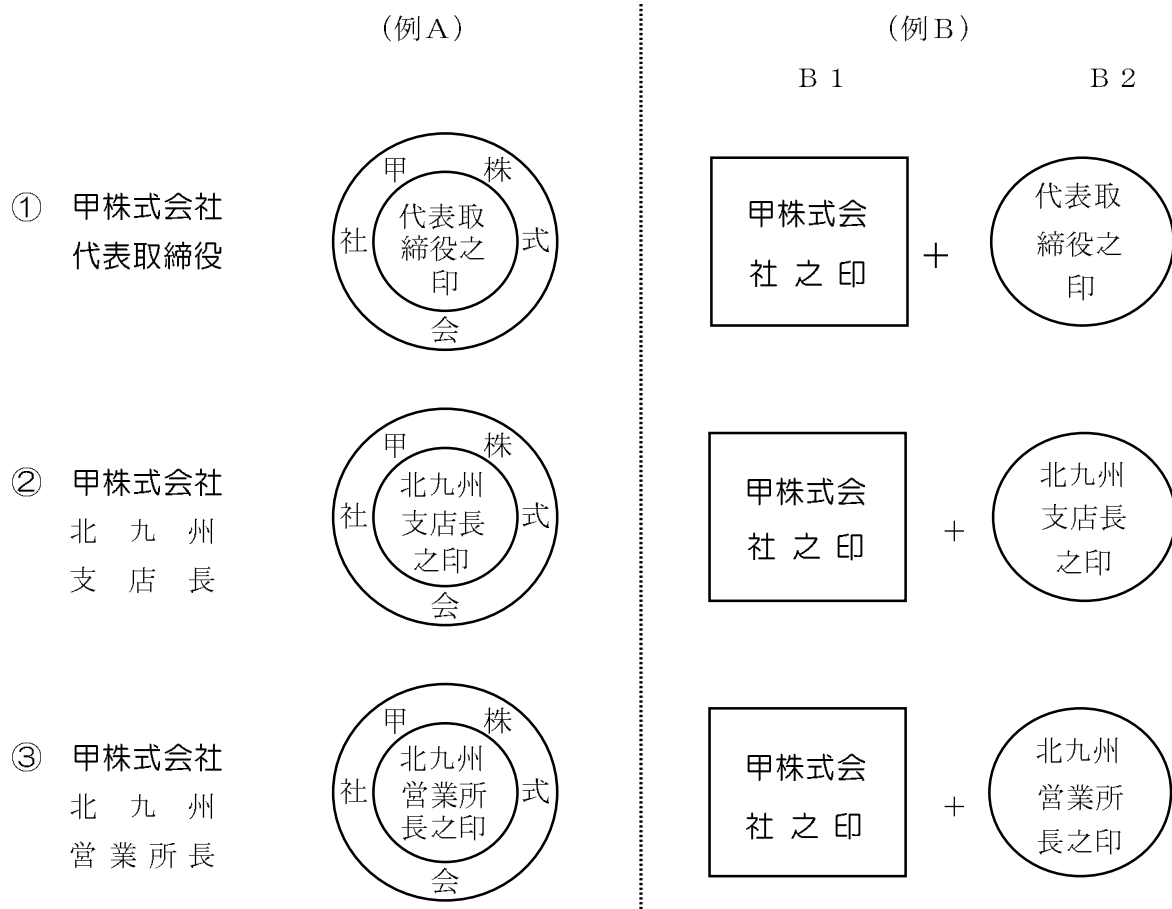 （例Ａ）
（例Ｂ）
Ｂ１
Ｂ２
① 甲株式会社
代表取締役
甲株式会社
代表取
締役之
印
甲株式会
社之印
＋
代表取
締役之
印
② 甲株式会社
北九州
支店長
甲株式会社
北九州
支店長
之印
甲株式会
社之印
＋
北九州
支店長
之印
③ 甲株式会社
北九州
営業所長
甲株式会社
北九州
営業所
長之印
甲株式会
社之印
＋
北九州
営業所
長之印